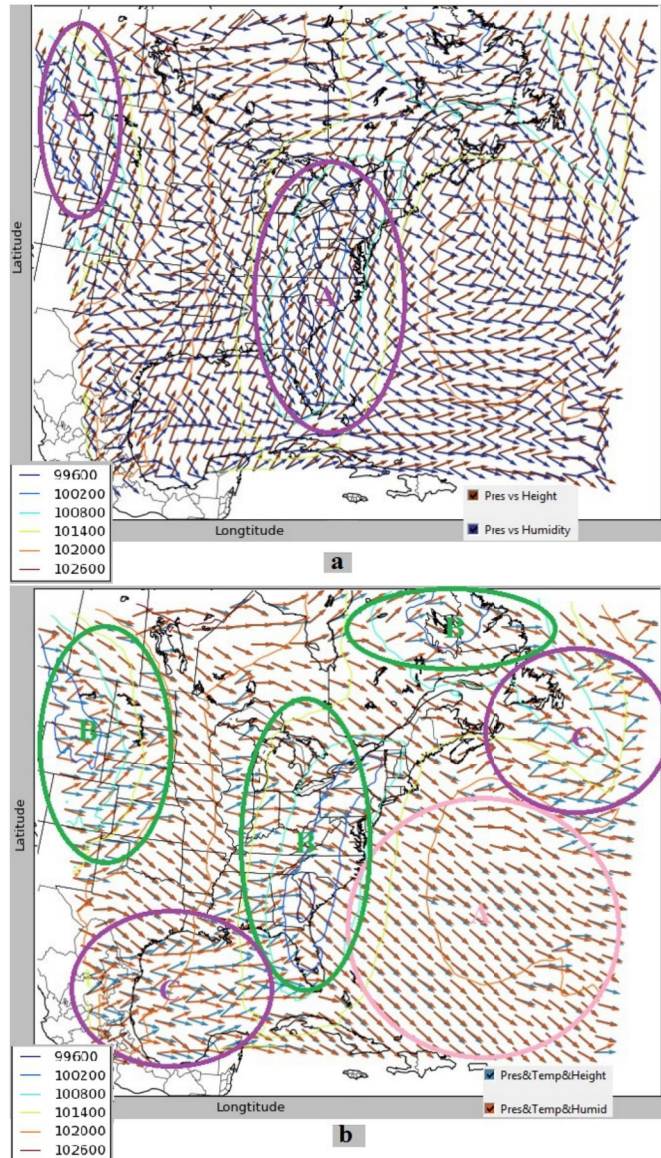 A
A
Latitude
99600
100200
100800
101400
102000
102600
Pres vs Height
Pres vs Humidity
Longtitude
a
B
B
C
B
A
C
Latitude
99600
100200
100800
101400
102000
102600
Pres&Temp&Height
Pres&Temp&Humid
Longtitude
b